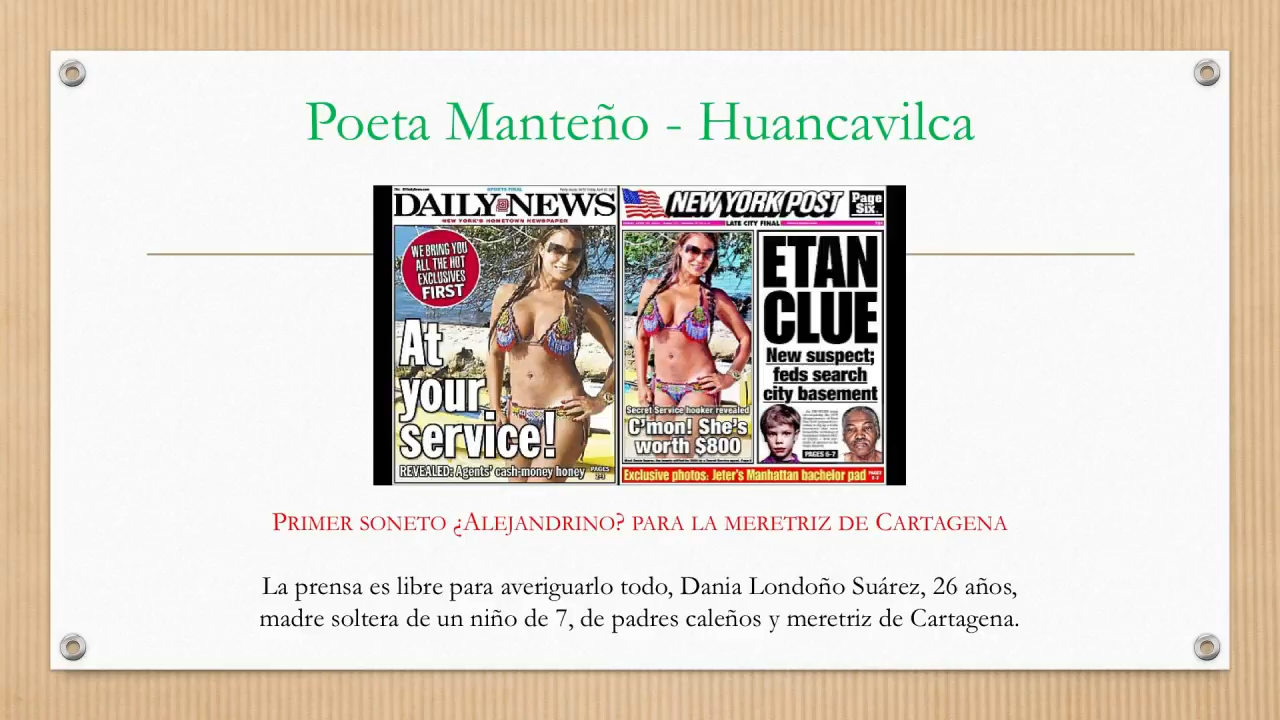 Poeta Manteño - Huancavilca
DAILY NEWS
NEW YORK'S HOMETOWN NEWSPAPER
WE BRING YOU
ALL THE HOT
EXCLUSIVES
FIRST
At
your
service!
REVEALED: Agents' cash-money honey
PAGES
NEW YORK POST
Page
Six.
LATE CITY FINAL
ETAN
CLUE
New suspect;
feds search
city basement
PAGES 6-7
Secret Service hooker revealed
C'mon! She's
worth $800
Exclusive photos: Jeter's Manhattan bachelor pad
PRIMER SONETO ¿ALEJANDRINO? PARA LA MERETRIZ DE CARTAGENA
La prensa es libre para averiguarlo todo, Dania Londoño Suárez, 26 años,
madre soltera de un niño de 7, de padres caleños y meretriz de Cartagena.